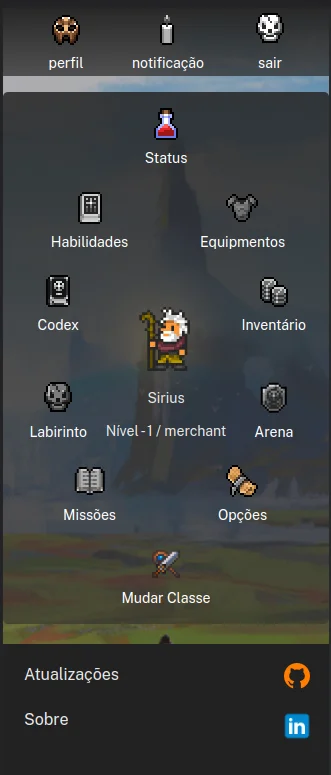 perfil notificação sair
Status
Habilidades Equipmentos
Codex Inventário
Sirius
Labirinto Nível - 1 / merchant Arena
Missões Opções
Mudar Classe
Atualizações
Sobre
in